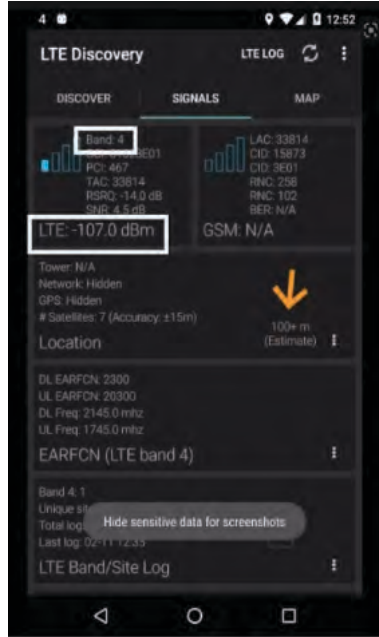 4
12:52
LTE Discovery
LTE LOG
DISCOVER
SIGNALS
MAP
Band: 4
PCI: 467
TAC: 33814
RSRQ: -14.0 dB
SNR: 4.5 dB
LTE: -107.0 dBm
LAC: 33814
CID: 15873
CID: 3E01
RNC: 258
RNC: 102
BER: N/A
GSM: N/A
Tower: N/A
Network: Hidden
GPS: Hidden
# Satellites: 7 (Accuracy: ±15m)
Location
100+ m
(Estimate)
DL EARFCN: 2300
UL EARFCN: 20300
DL Freq: 2145.0 mhz
UL Freq: 1745.0 mhz
EARFCN (LTE band 4)
Band 4: 1
Unique
Total log
Last log: 02-11 12:35
Hide sensitive data for screenshots
LTE Band/Site Log